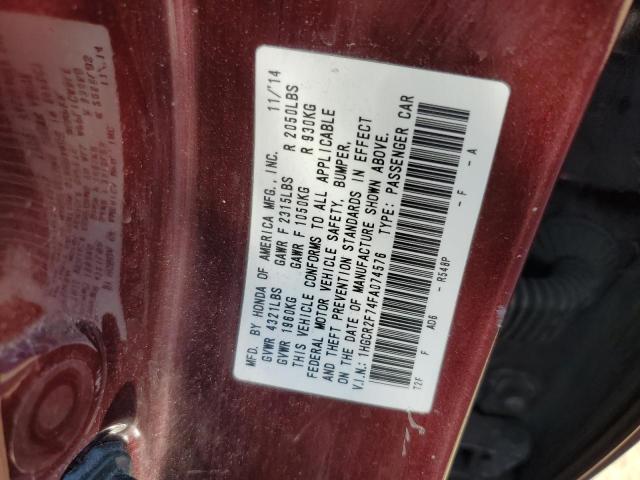 MFD. BY HONDA OF AMERICA MFG., INC. 11/'14
GVWR 4321LBS GAWR F 2315LBS R 2050LBS
GVWR 1960KG GAWR F 1050KG R 930KG
THIS VEHICLE CONFORMS TO ALL APPLICABLE
FEDERAL MOTOR VEHICLE SAFETY, BUMPER,
AND THEFT PREVENTION STANDARDS IN EFFECT
ON THE DATE OF MANUFACTURE SHOWN ABOVE.
V.I.N.: 1HGCR2F74FA074576 TYPE: PASSENGER CAR
T2F F AD6 - R548P - F - A